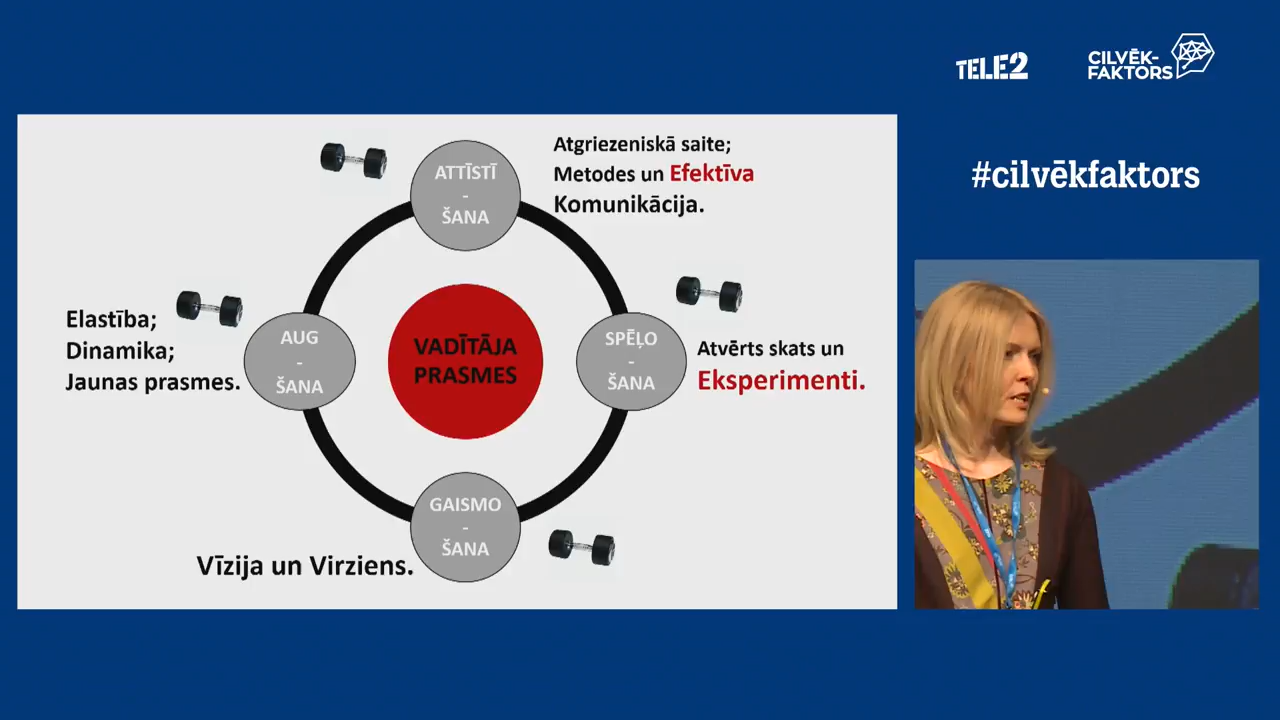 TELE2
CILVĒK-
FAKTORS
#cilvēkfaktors
ATTĪSTĪ
-
ŠANA
Atgriezeniskā saite;
Metodes un Efektīva
Komunikācija.
Elastība;
Dinamika;
Jaunas prasmes.
AUG
-
ŠANA
VADĪTĀJA
PRASMES
SPĒĻO
-
ŠANA
Atvērts skats un
Eksperimenti.
GAISMO
-
ŠANA
Vīzija un Virziens.